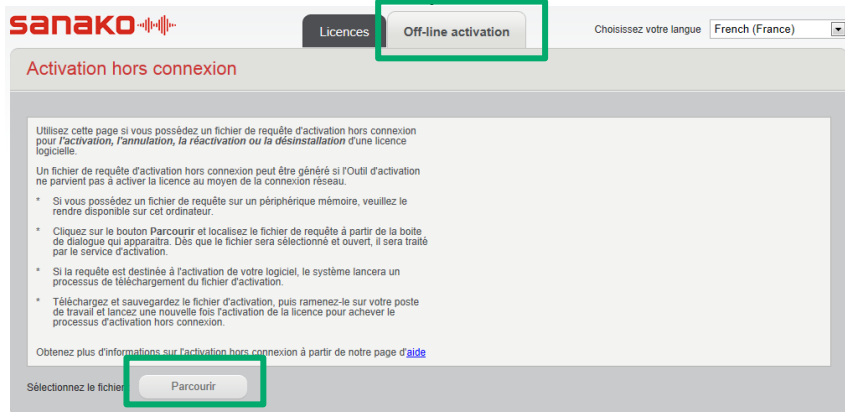 sanako
Licences
Off-line activation
Choisissez votre langue
French (France)
Activation hors connexion
Utilisez cette page si vous possédez un fichier de requête d'activation hors connexion
pour l'activation, l'annulation, la réactivation ou la désinstallation d'une licence
logicielle.
Un fichier de requête d'activation hors connexion peut être généré si l'Outil d'activation
ne parvient pas à activer la licence au moyen de la connexion réseau.
* Si vous possédez un fichier de requête sur un périphérique mémoire, veuillez le
rendre disponible sur cet ordinateur.
* Cliquez sur le bouton Parcourir et localisez le fichier de requête à partir de la boite
de dialogue qui apparaitra. Dès que le fichier sera sélectionné et ouvert, il sera traité
par le service d'activation.
* Si la requête est destinée à l'activation de votre logiciel, le système lancera un
processus de téléchargement du fichier d'activation.
* Téléchargez et sauvegardez le fichier d'activation, puis ramenez-le sur votre poste
de travail et lancez une nouvelle fois l'activation de la licence pour achever le
processus d'activation hors connexion.
Obtenez plus d'informations sur l'activation hors connexion à partir de notre page d'aide
Sélectionnez le fichier
Parcourir